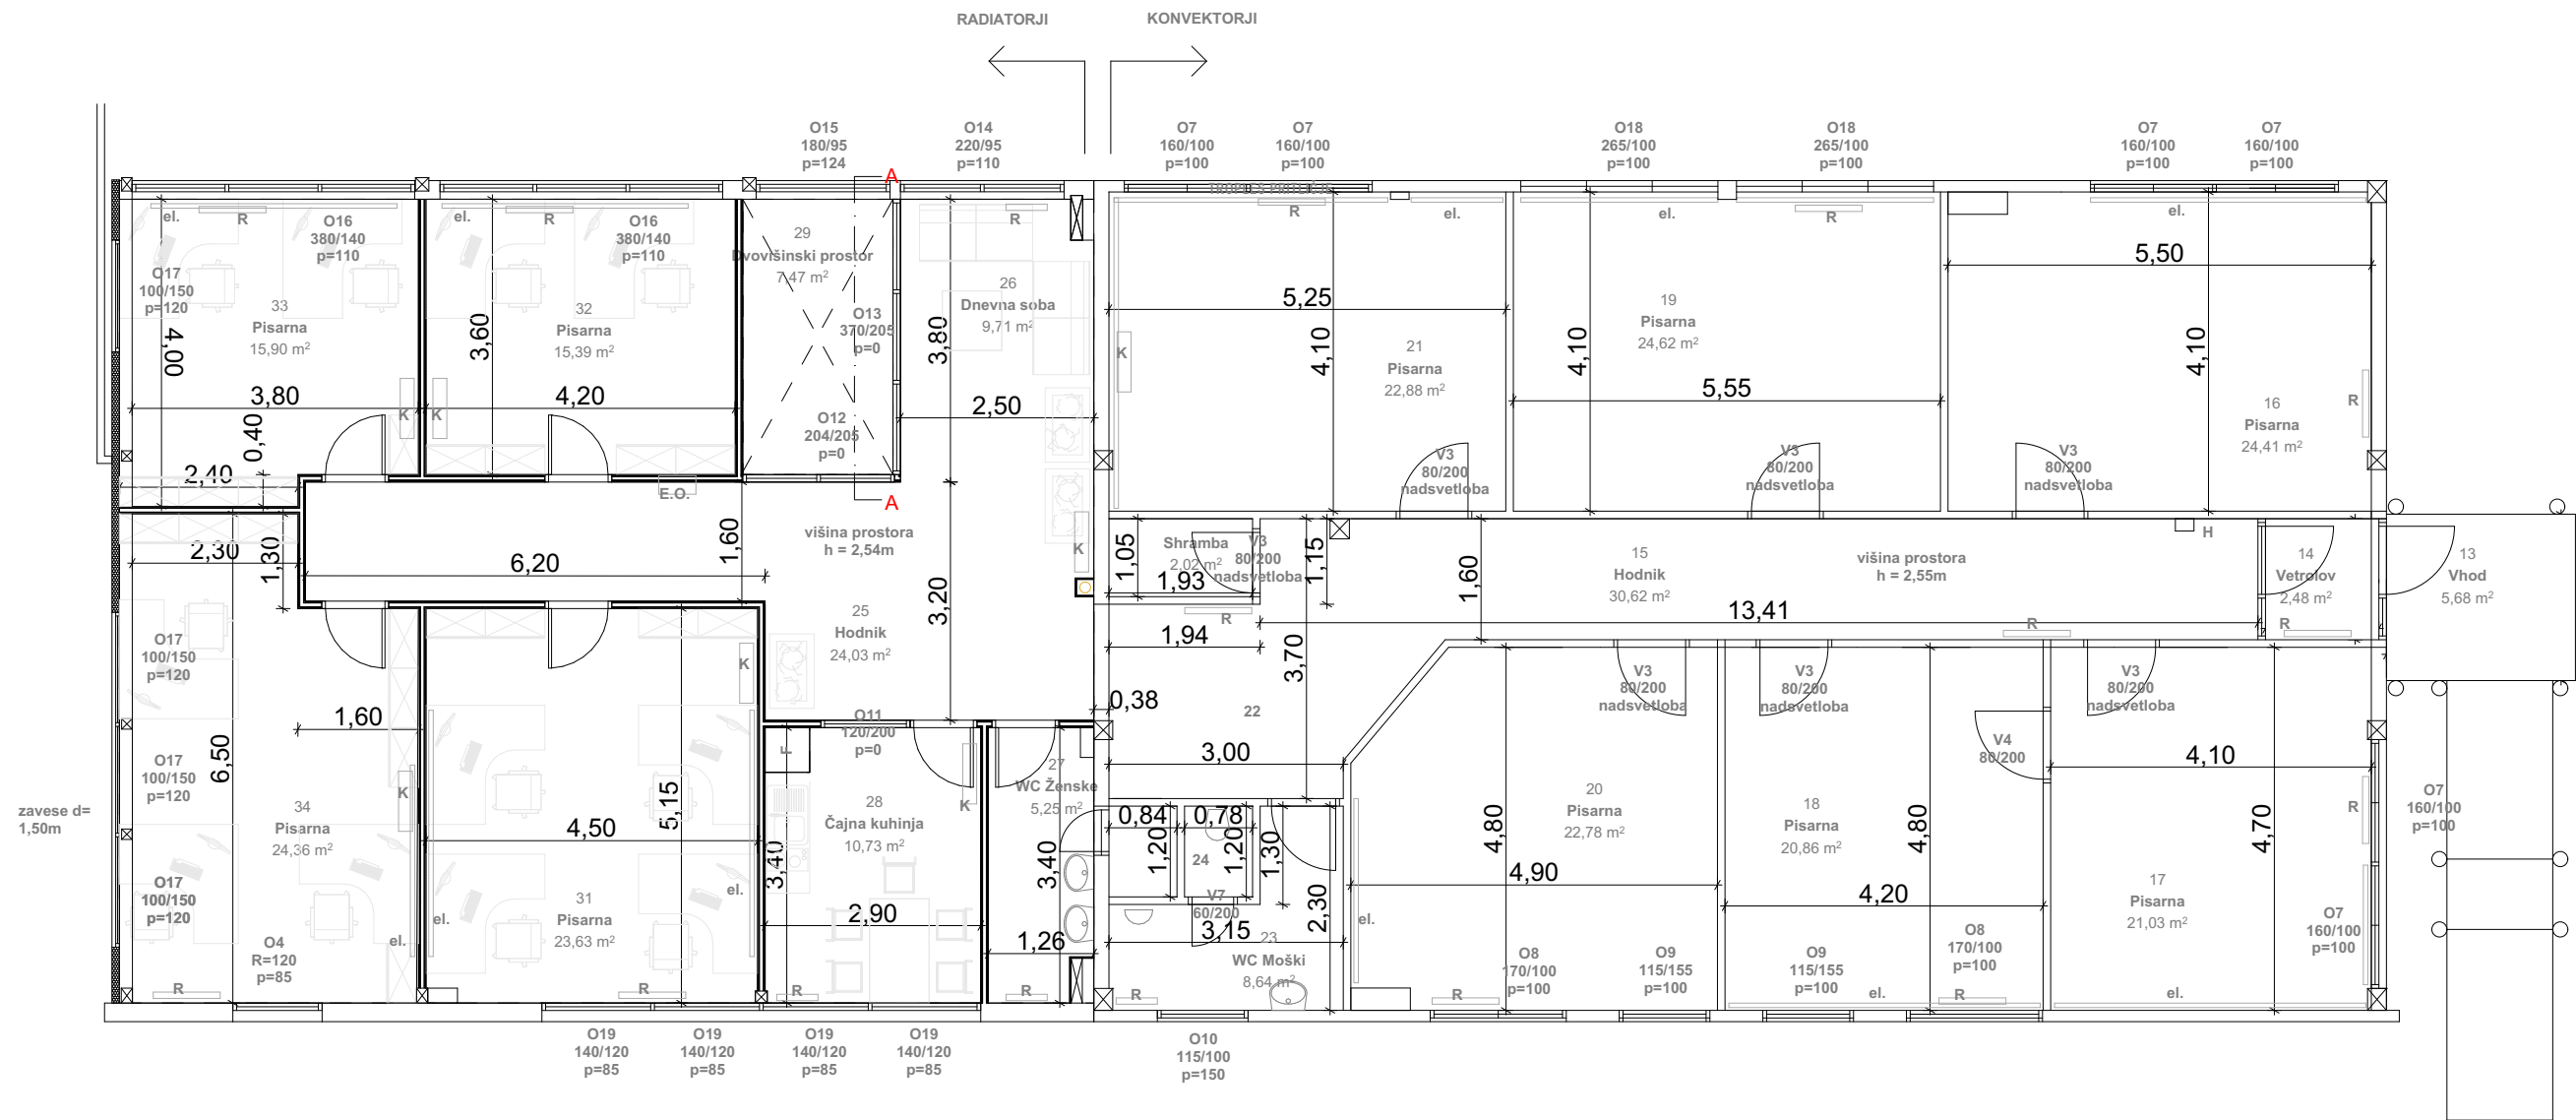 RADIATORJI
KONVEKTORJI
O15
180/95
p=124
O14
220/95
p=110
O7
160/100
p=100
O7
160/100
p=100
O18
265/100
p=100
O18
265/100
p=100
O7
160/100
p=100
O7
160/100
p=100
A
el.
R
O16
380/140
p=110
O17
100/150
p=120
33
Pisarna
15,90 m²
4,00
3,80
K
0,40
2,40
el.
R
O16
380/140
p=110
3,60
32
Pisarna
15,39 m²
4,20
K
E.O.
29
Dvovišinski prostor
7,47 m²
O13
370/205
p=0
O12
204/205
p=0
A
R
26
Dnevna soba
9,71 m²
3,80
2,50
R
el.
5,25
K
4,10
21
Pisarna
22,88 m²
V3
80/200
nadsvetloba
el.
R
19
Pisarna
24,62 m²
4,10
5,55
V3
80/200
nadsvetloba
el.
5,50
4,10
R
16
Pisarna
24,41 m²
V3
80/200
nadsvetloba
2,30
1,30
6,20
1,60
višina prostora
h = 2,54m
K
3,20
25
Hodnik
24,03 m²
1,05
Shramba
2,02 m²
1,93
V3
80/200
nadsvetloba
1,15
R
1,94
1,60
15
Hodnik
30,62 m²
višina prostora
h = 2,55m
H
13,41
R
14
Vetrolov
2,48 m²
R
13
Vhod
5,68 m²
O17
100/150
p=120
1,60
6,50
O17
100/150
p=120
K
34
Pisarna
24,36 m²
zavese d=
1,50m
O17
100/150
p=120
O4
R=120
p=85
el.
R
K
5,15
4,50
31
Pisarna
23,63 m²
el.
el.
R
O11
120/200
p=0
F
K
28
Čajna kuhinja
10,73 m²
3,40
2,90
R
27
WC Ženske
5,25 m²
3,40
1,26
R
0,38
22
3,70
3,00
0,84
0,78
1,20
1,20
1,30
24
V7
60/200
3,15
2,30
23
WC Moški
8,64 m²
R
V3
80/200
nadsvetloba
20
Pisarna
22,78 m²
4,80
4,90
el.
O8
170/100
p=100
R
O9
115/155
p=100
V3
80/200
nadsvetloba
V4
80/200
18
Pisarna
20,86 m²
4,80
4,20
O9
115/155
p=100
O8
170/100
p=100
el.
R
V3
80/200
nadsvetloba
4,10
4,70
R
17
Pisarna
21,03 m²
O7
160/100
p=100
O7
160/100
p=100
el.
O19
140/120
p=85
O19
140/120
p=85
O19
140/120
p=85
O19
140/120
p=85
O10
115/100
p=150